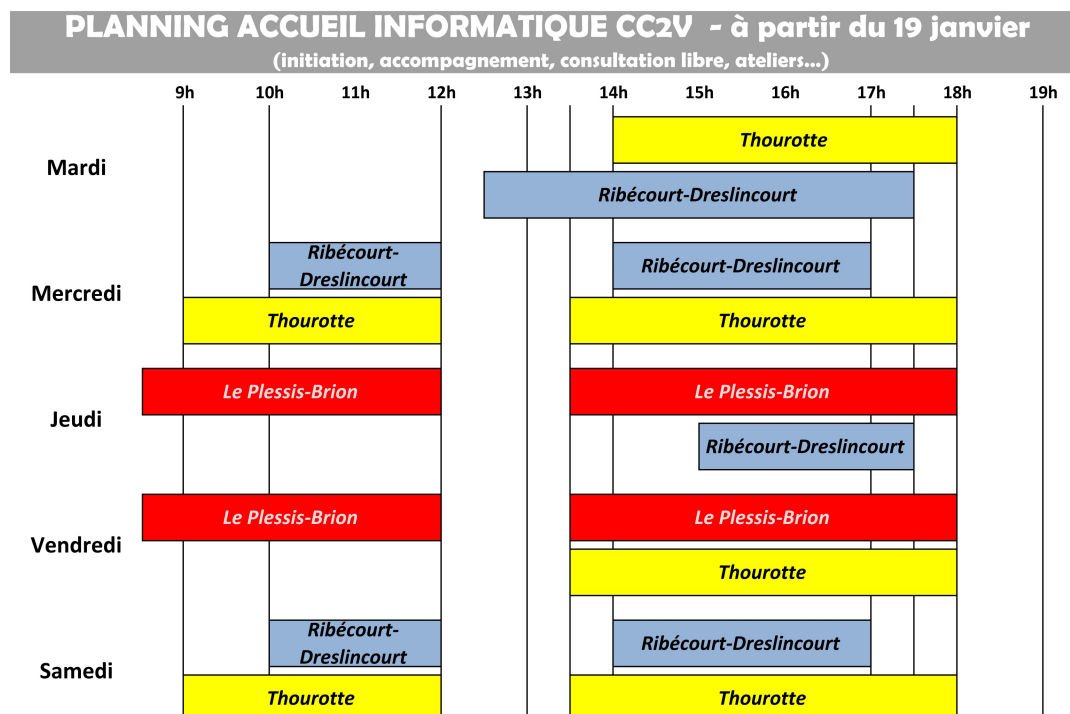 PLANNING ACCUEIL INFORMATIQUE CC2V - à partir du 19 janvier
(initiation, accompagnement, consultation libre, ateliers...)
9h 10h 11h 12h 13h 14h 15h 16h 17h 18h 19h
Mardi
Thourotte
Ribécourt-Dreslincourt
Mercredi
Ribécourt-
Dreslincourt
Ribécourt-Dreslincourt
Thourotte
Thourotte
Jeudi
Le Plessis-Brion
Le Plessis-Brion
Ribécourt-Dreslincourt
Vendredi
Le Plessis-Brion
Le Plessis-Brion
Thourotte
Samedi
Ribécourt-
Dreslincourt
Ribécourt-Dreslincourt
Thourotte
Thourotte